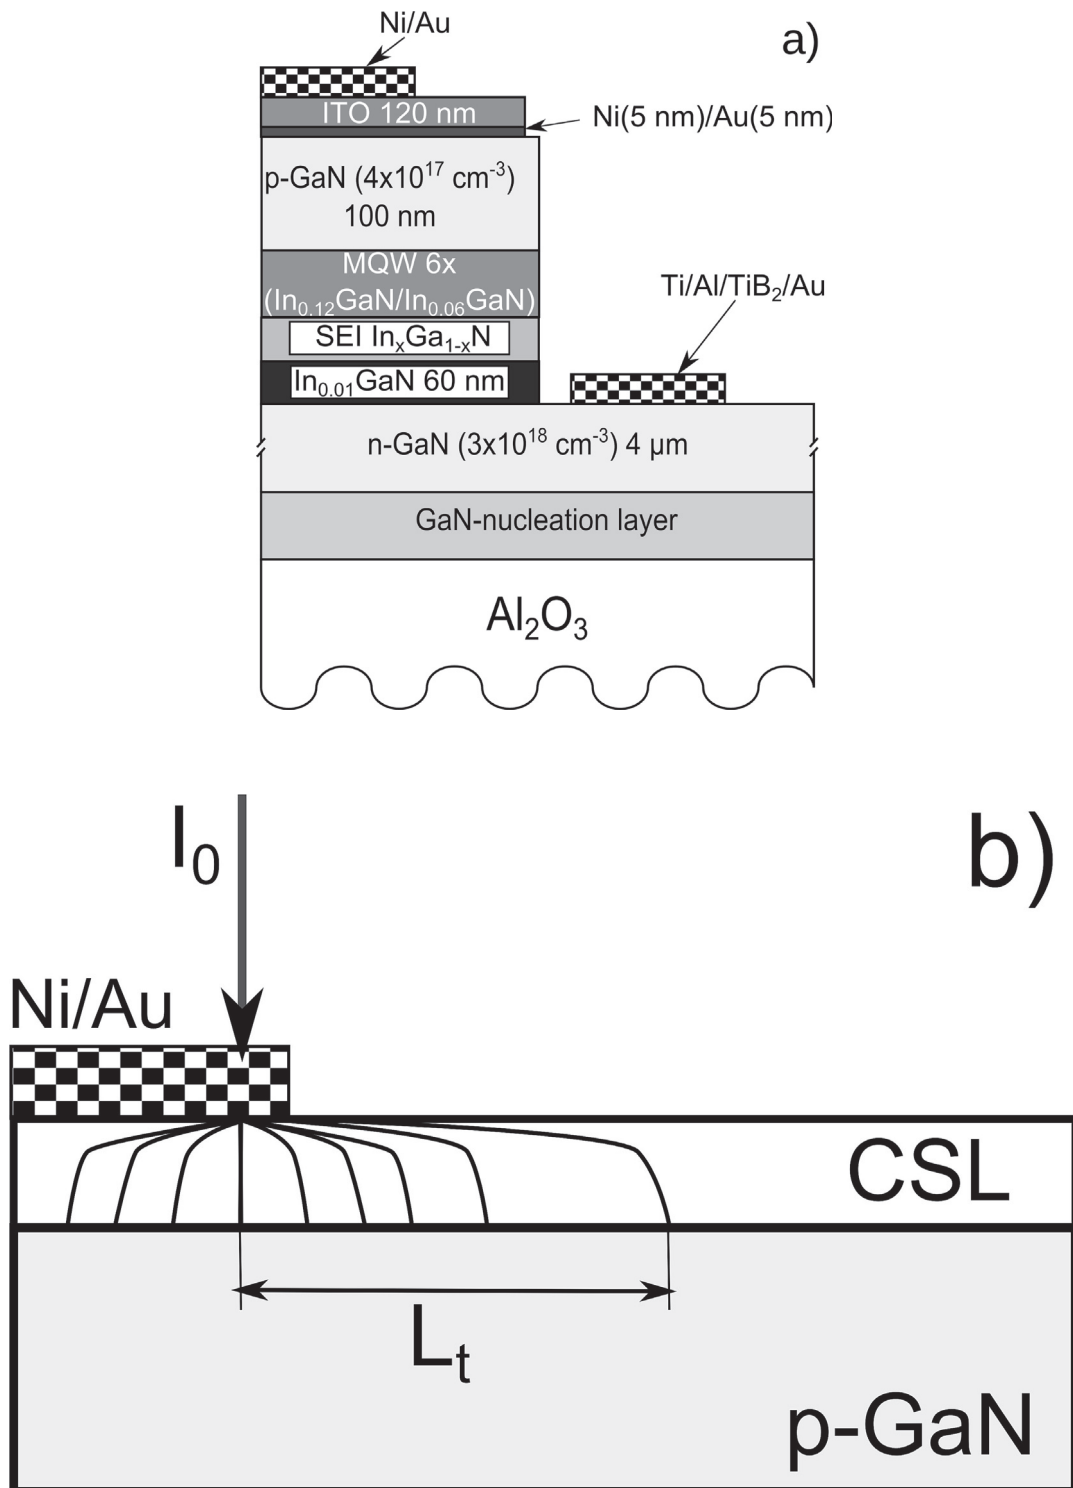 Ni/Au
a)
ITO 120 nm
Ni(5 nm)/Au(5 nm)
p-GaN (4x10¹⁷ cm⁻³)
100 nm
MQW 6x
(In₀.₁₂GaN/In₀.₀₆GaN)
Ti/Al/TiB₂/Au
SEI InₓGa₁₋ₓN
In₀.₀₁GaN 60 nm
n-GaN (3x10¹⁸ cm⁻³) 4 µm
GaN-nucleation layer
Al₂O₃
I₀
b)
Ni/Au
CSL
Lₜ
p-GaN